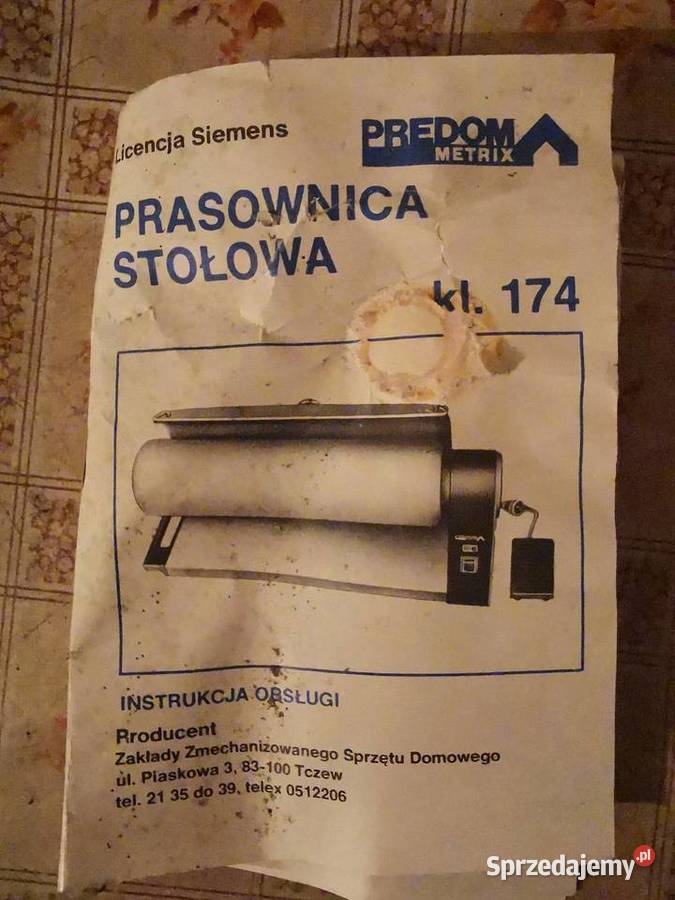 Licencja Siemens
PREDOM
METRIX
PRASOWNICA
STOŁOWA
kl. 174
INSTRUKCJA OBSŁUGI
Rroducent
Zakłady Zmechanizowanego Sprzętu Domowego
ul. Piaskowa 3, 83-100 Tczew
tel. 21 35 do 39, telex 0512206
Sprzedajemy.pl